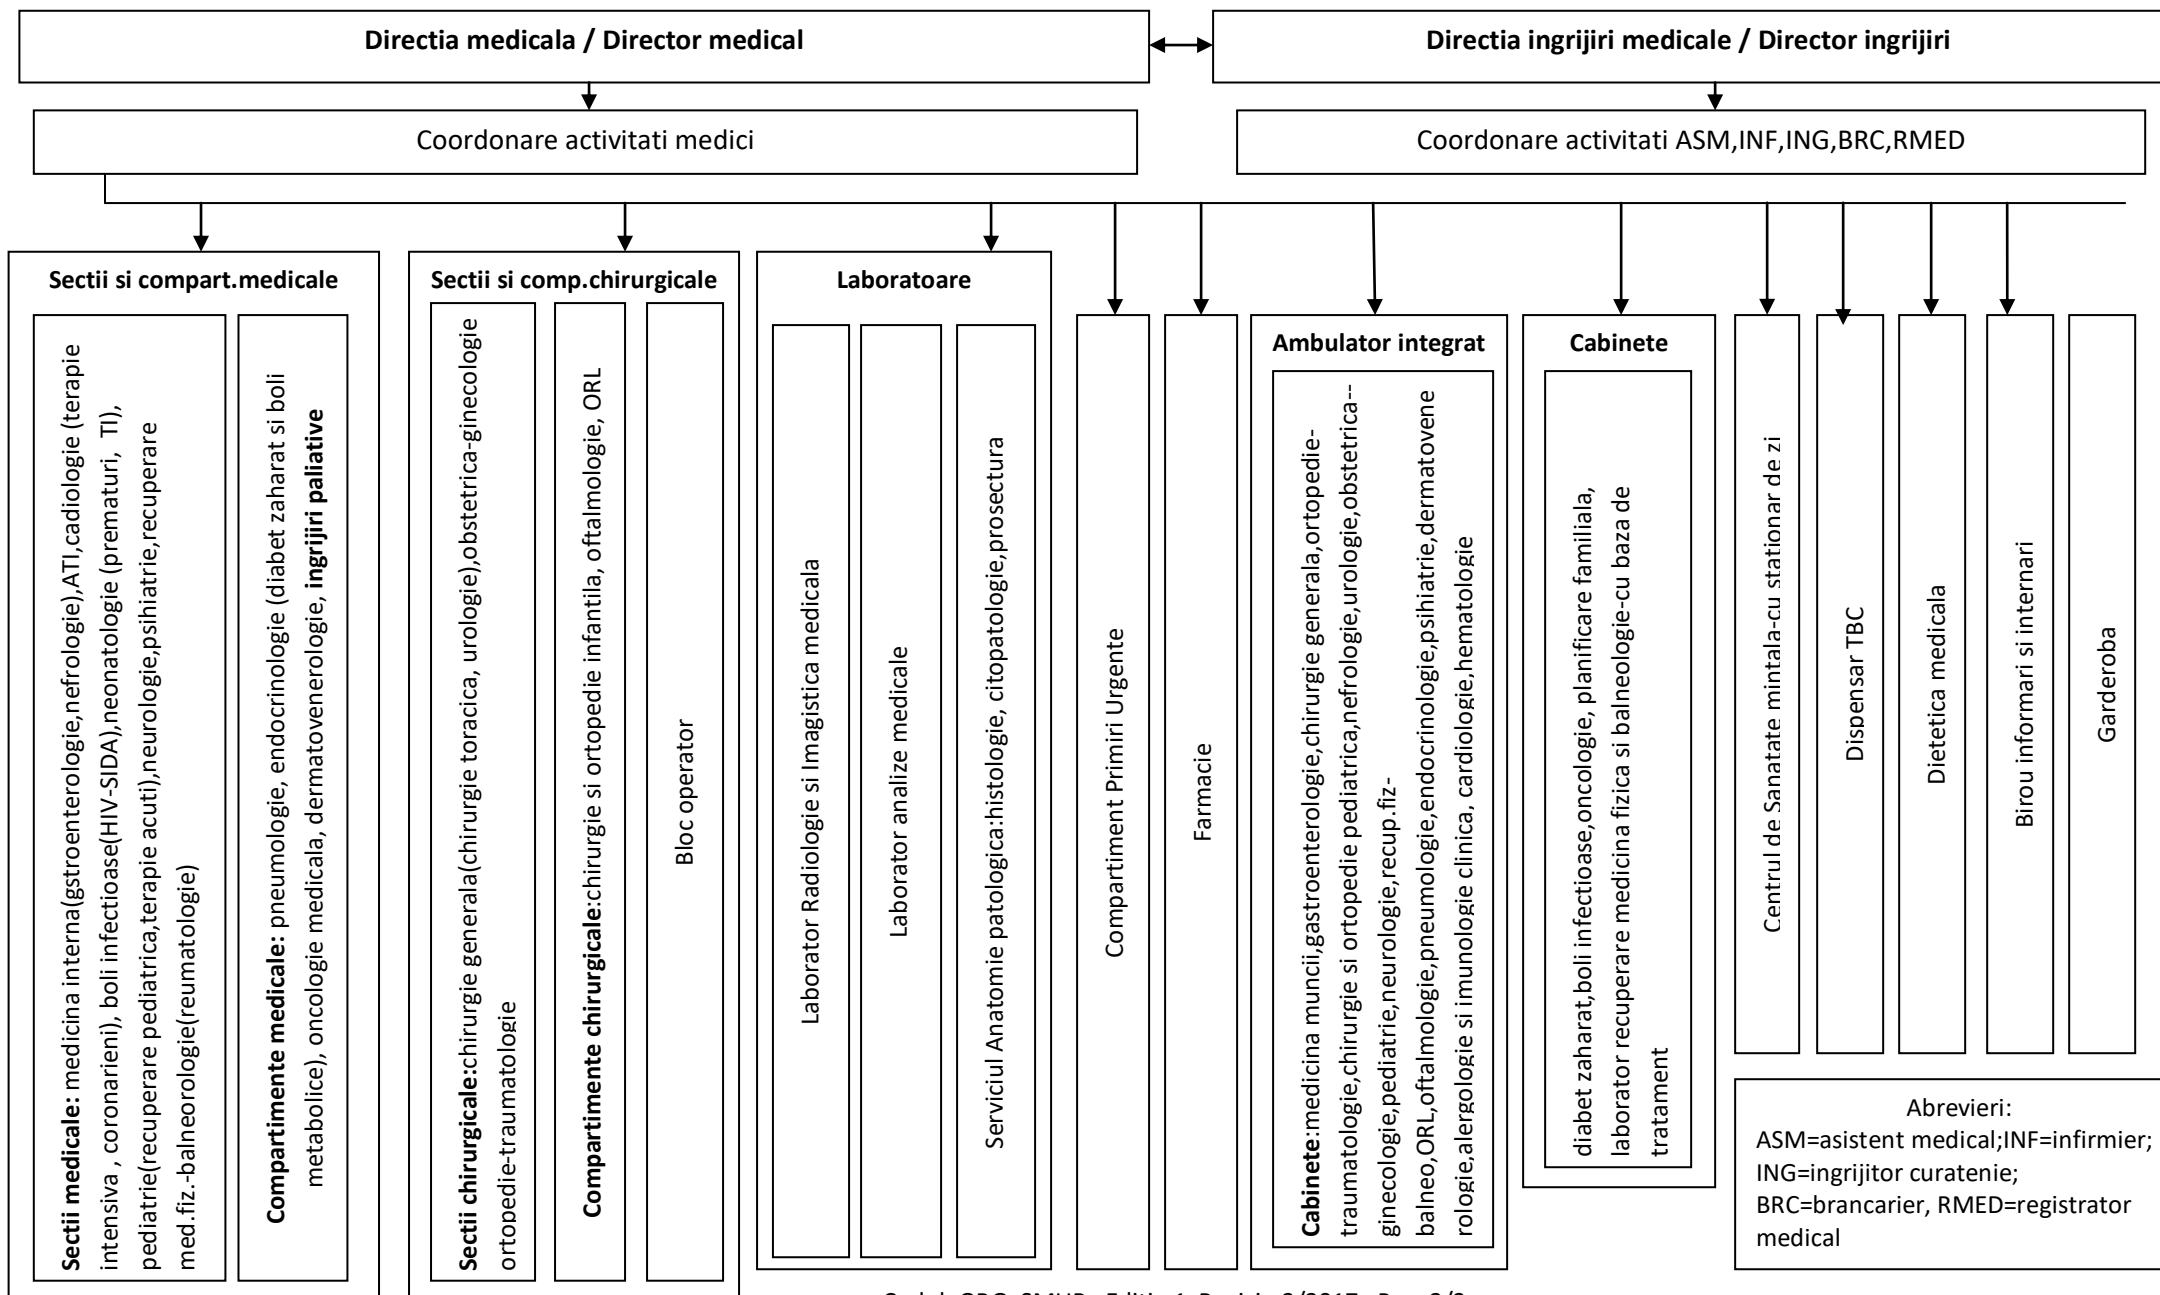 Directia medicala / Director medical
Directia ingrijiri medicale / Director ingrijiri
Coordonare activitati medici
Coordonare activitati ASM,INF,ING,BRC,RMED
Sectii si compart.medicale
Sectii medicale: medicina interna(gstroenterologie,nefrologie),ATI,cadiologie (terapie
intensiva , coronarieni), boli infectioase(HIV-SIDA),neonatologie (prematuri, TI),
pediatrie(recuperare pediatrica,terapie acuti),neurologie,psihiatrie,recuperare
med.fiz.-balneorologie(reumatologie)
Compartimente medicale: pneumologie, endocrinologie (diabet zaharat si boli
metabolice), oncologie medicala, dermatovenerologie, ingrijiri paliative
Sectii si comp.chirurgicale
Sectii chirurgicale:chirurgie generala(chirurgie toracica, urologie),obstetrica-ginecologie
ortopedie-traumatologie
Compartimente chirurgicale:chirurgie si ortopedie infantila, oftalmologie, ORL
Bloc operator
Laboratoare
Laborator Radiologie si Imagistica medicala
Laborator analize medicale
Serviciul Anatomie patologica:histologie, citopatologie,prosectura
Compartiment Primiri Urgente
Farmacie
Ambulator integrat
Cabinete:medicina muncii,gastroenterologie,chirurgie generala,ortopedie-
traumatologie,chirurgie si ortopedie pediatrica,nefrologie,urologie,obstetrica--
ginecologie,pediatrie,neurologie,recup.fiz-
balneo,ORL,oftalmologie,pneumologie,endocrinologie,psihiatrie,dermatovene
rologie,alergologie si imunologie clinica, cardiologie,hematologie
Cabinete
diabet zaharat,boli infectioase,oncologie, planificare familiala,
laborator recuperare medicina fizica si balneologie-cu baza de
tratament
Centrul de Sanatate mintala-cu stationar de zi
Dispensar TBC
Dietetica medicala
Birou informari si internari
Garderoba
Abrevieri:
ASM=asistent medical;INF=infirmier;
ING=ingrijitor curatenie;
BRC=brancarier, RMED=registrator
medical